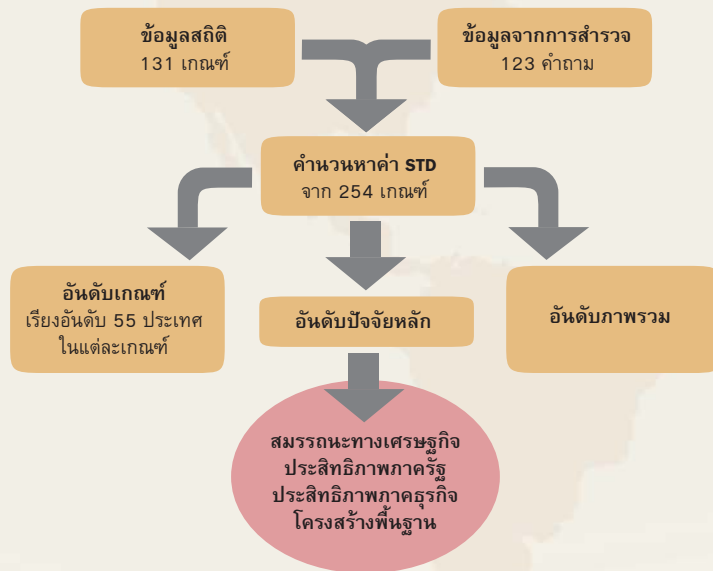 ข้อมูลสถิติ
131 เกณฑ์
ข้อมูลจากการสำรวจ
123 คำถาม
คำนวนหาค่า STD
จาก 254 เกณฑ์
อันดับเกณฑ์
เรียงอันดับ 55 ประเทศ
ในแต่ละเกณฑ์
อันดับปัจจัยหลัก
อันดับภาพรวม
สมรรถนะทางเศรษฐกิจ
ประสิทธิภาพภาครัฐ
ประสิทธิภาพภาคธุรกิจ
โครงสร้างพื้นฐาน